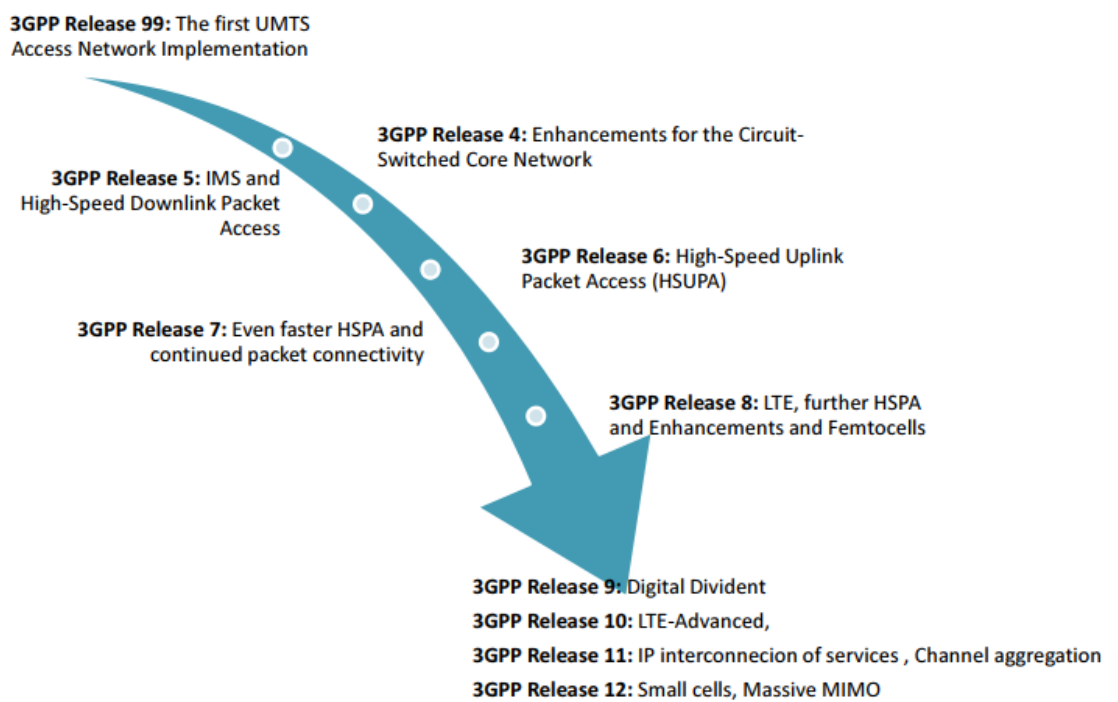 3GPP Release 99: The first UMTS
Access Network Implementation
3GPP Release 4: Enhancements for the Circuit-
Switched Core Network
3GPP Release 5: IMS and
High-Speed Downlink Packet
Access
3GPP Release 6: High-Speed Uplink
Packet Access (HSUPA)
3GPP Release 7: Even faster HSPA and
continued packet connectivity
3GPP Release 8: LTE, further HSPA
and Enhancements and Femtocells
3GPP Release 9: Digital Divident
3GPP Release 10: LTE-Advanced,
3GPP Release 11: IP interconnecion of services , Channel aggregation
3GPP Release 12: Small cells, Massive MIMO